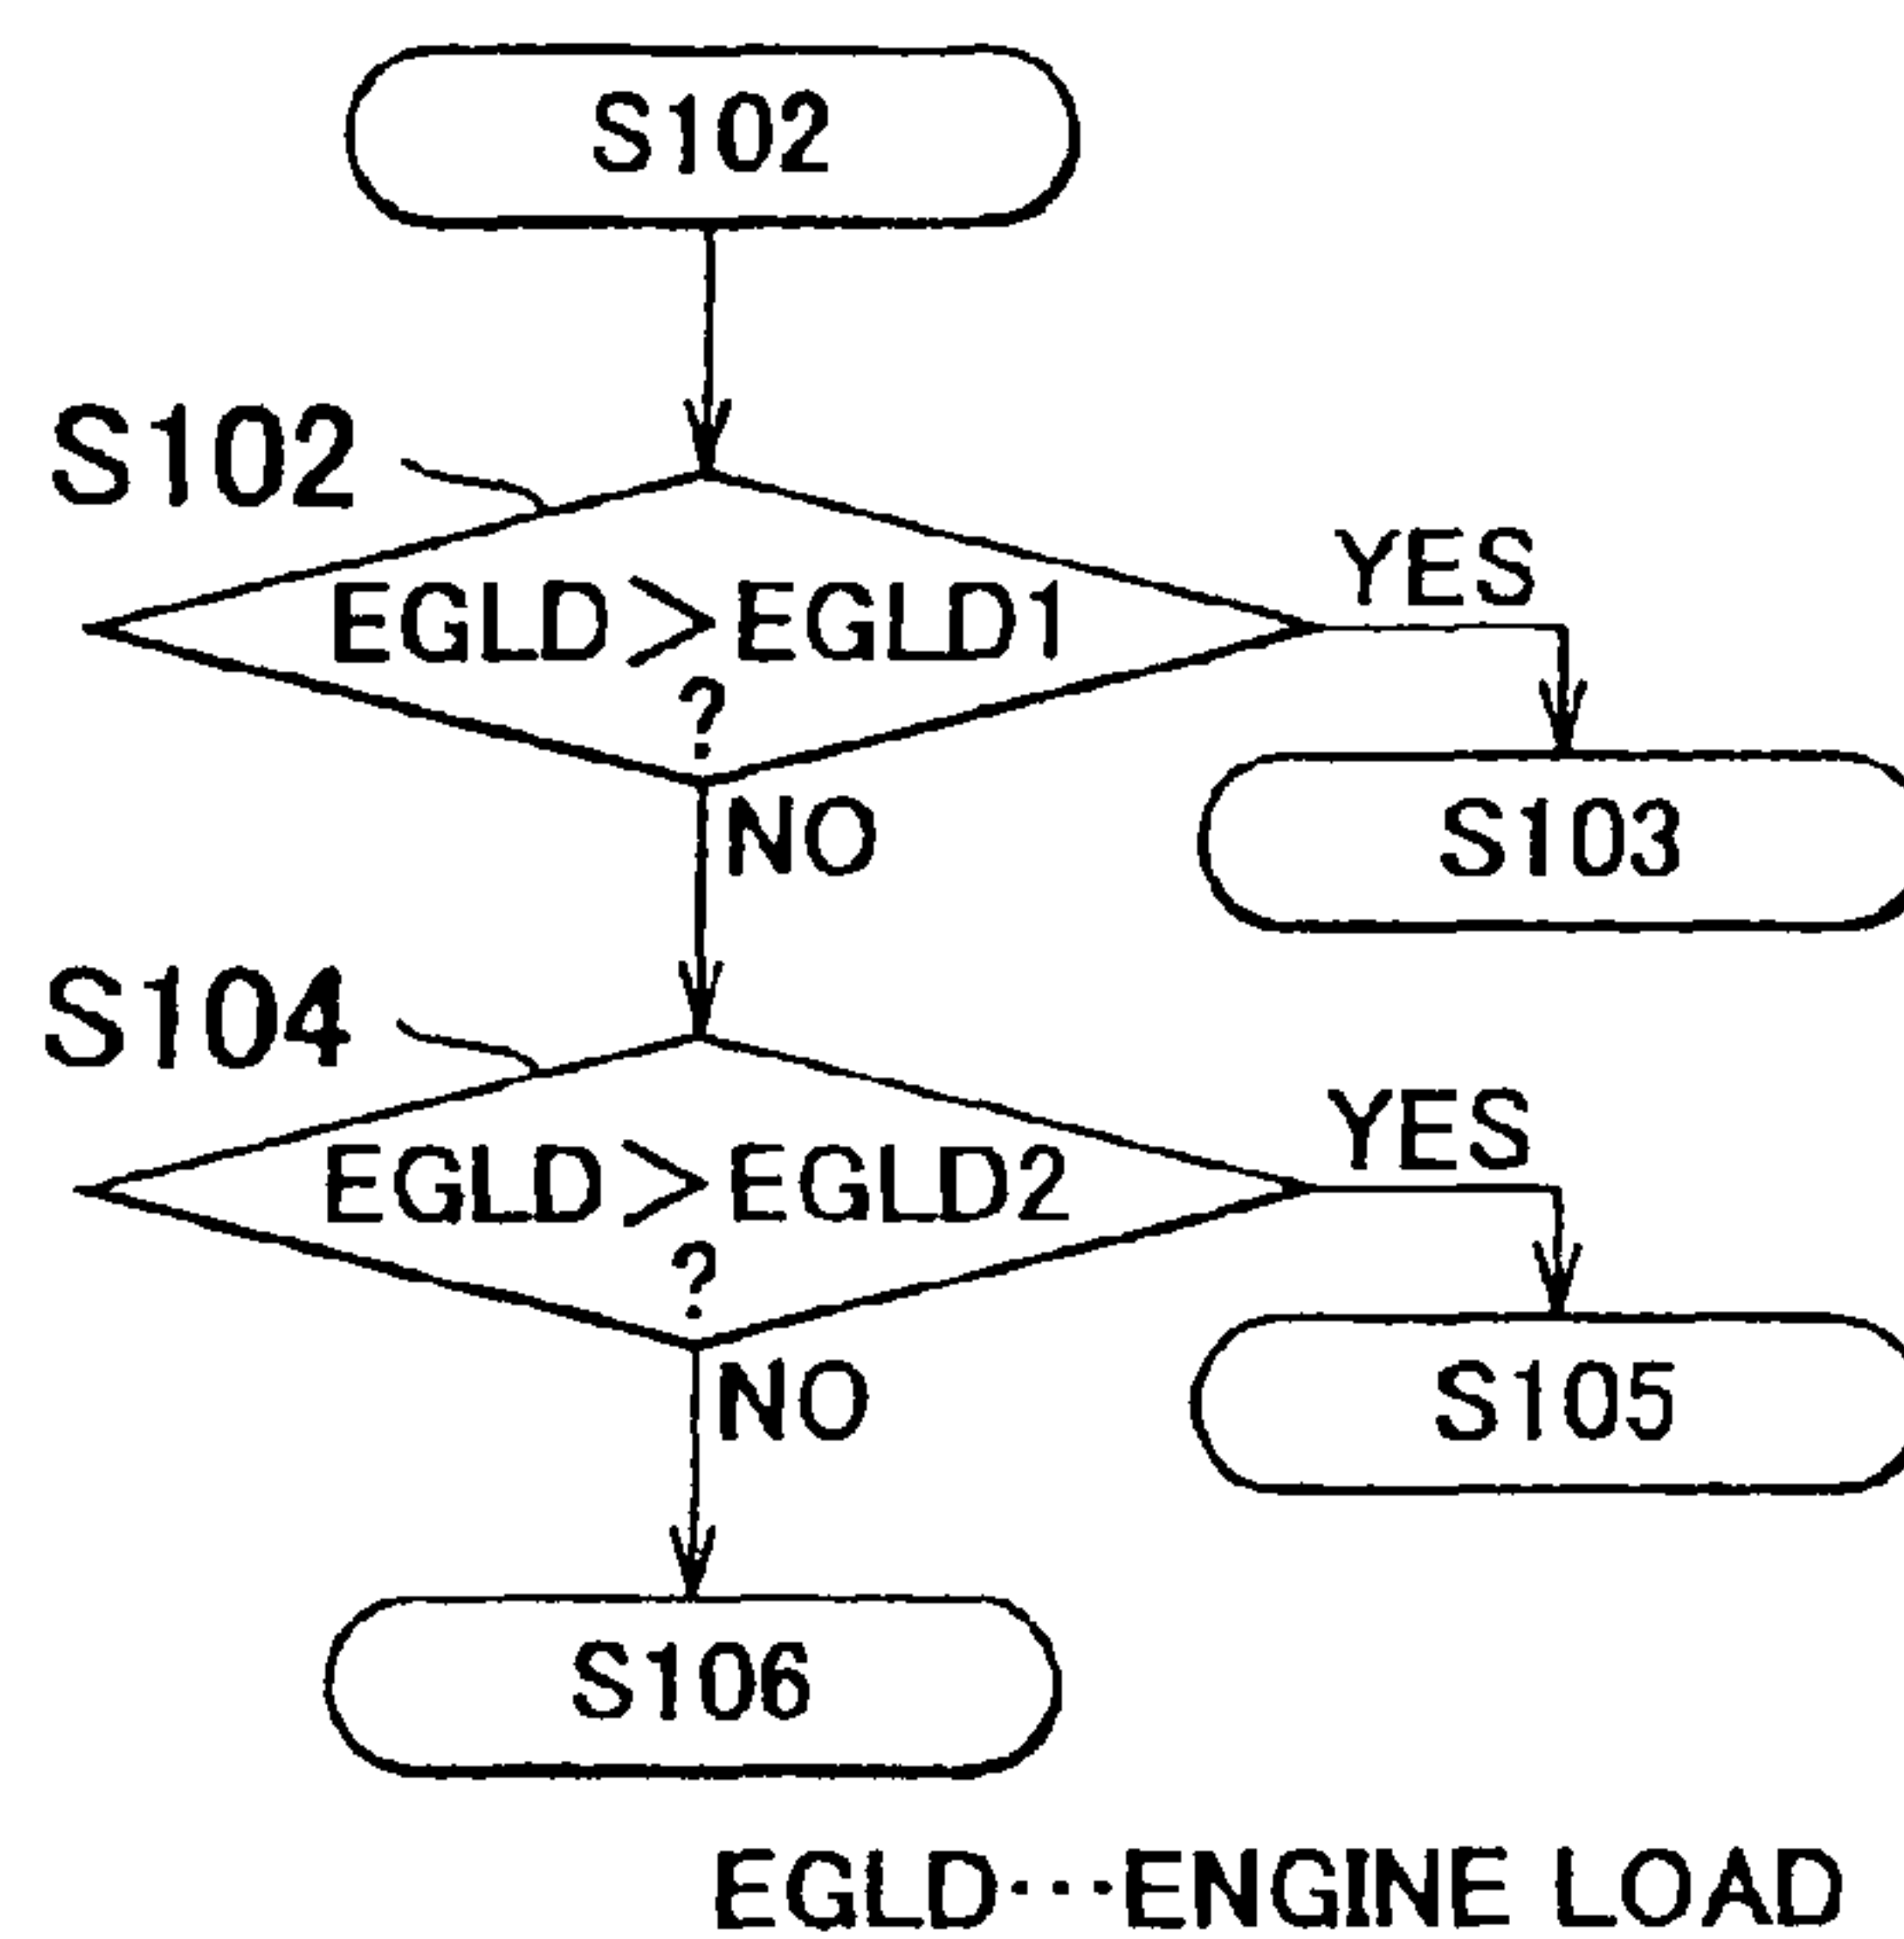 S102
S102
EGLD>EGLD1
?
YES
NO
S103
S104
EGLD>EGLD2
?
YES
NO
S105
S106
EGLD···ENGINE LOAD